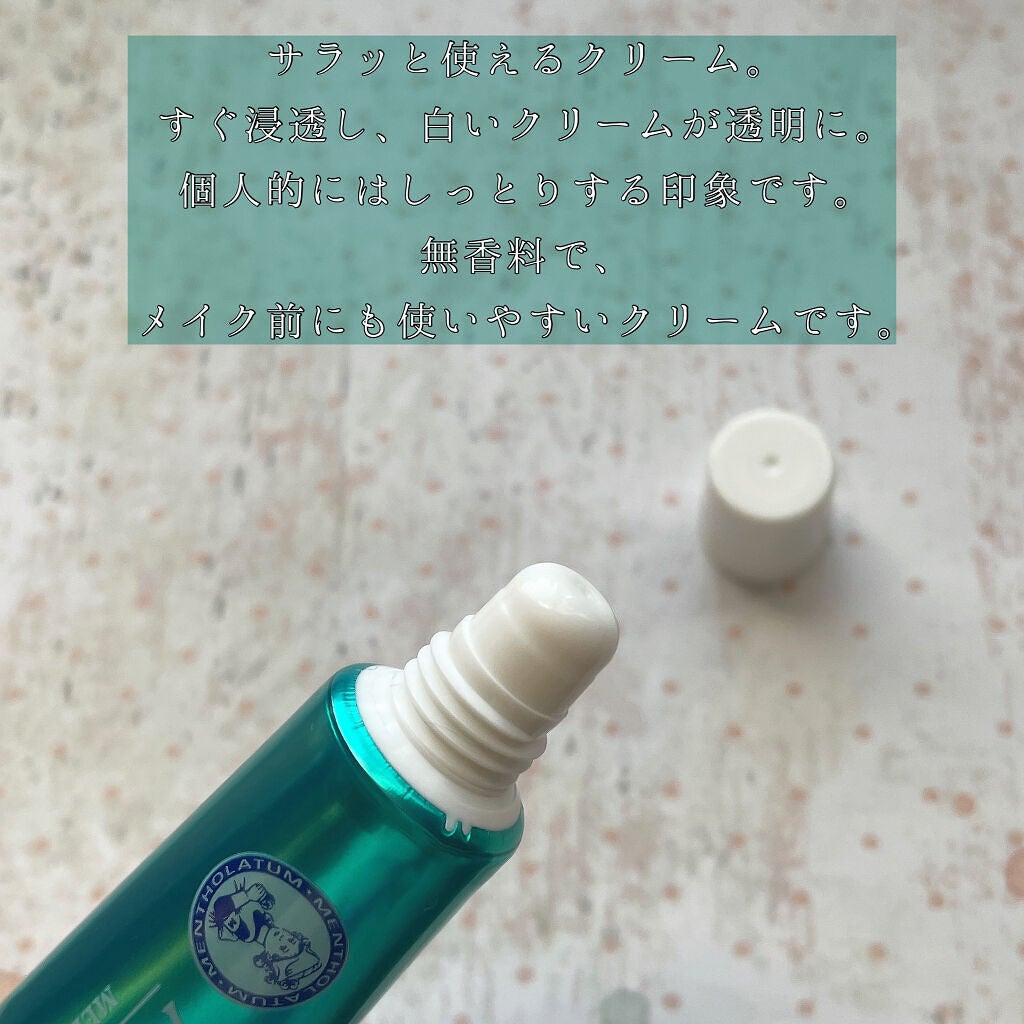 サラッと使えるクリーム。
すぐ浸透し、白いクリームが透明に。
個人的にはしっとりする印象です。
無香料で、
メイク前にも使いやすいクリームです。
MENTHOLATUM・MENTHOLATUM・